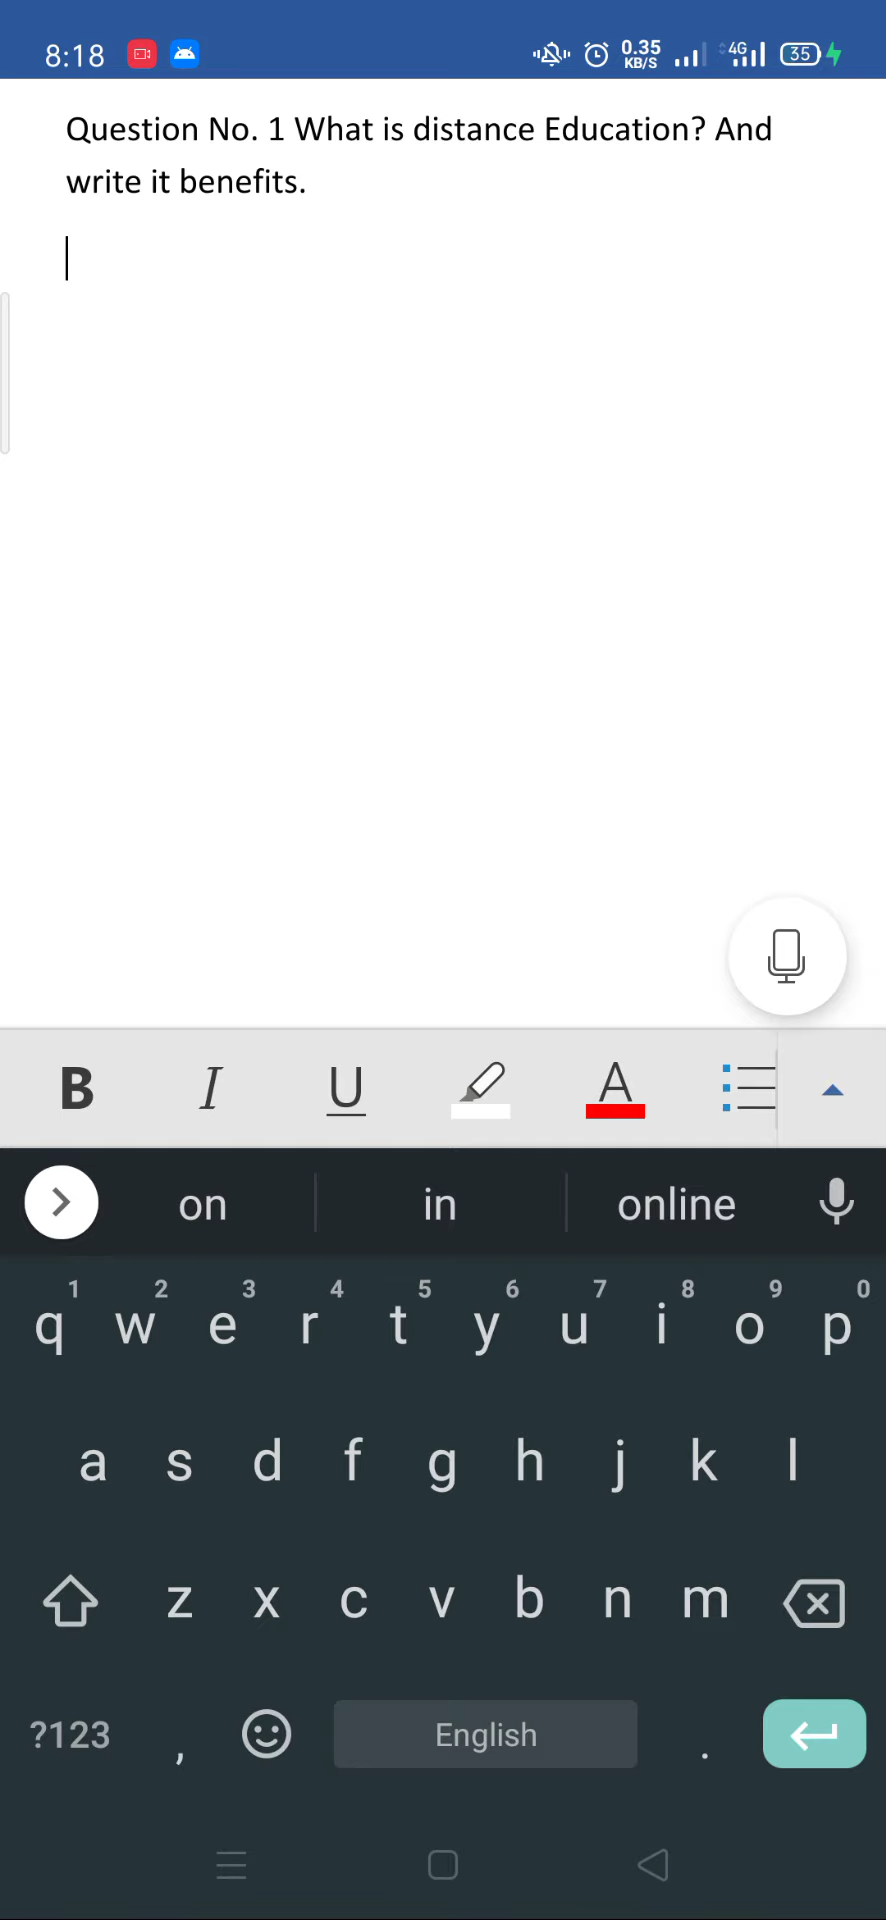 8:18 0.35 KB/S 4G 35
Question No. 1 What is distance Education? And
write it benefits.
B I U A
on in online
1 2 3 4 5 6 7 8 9 0
q w e r t y u i o p
a s d f g h j k l
z x c v b n m
?123 , English .